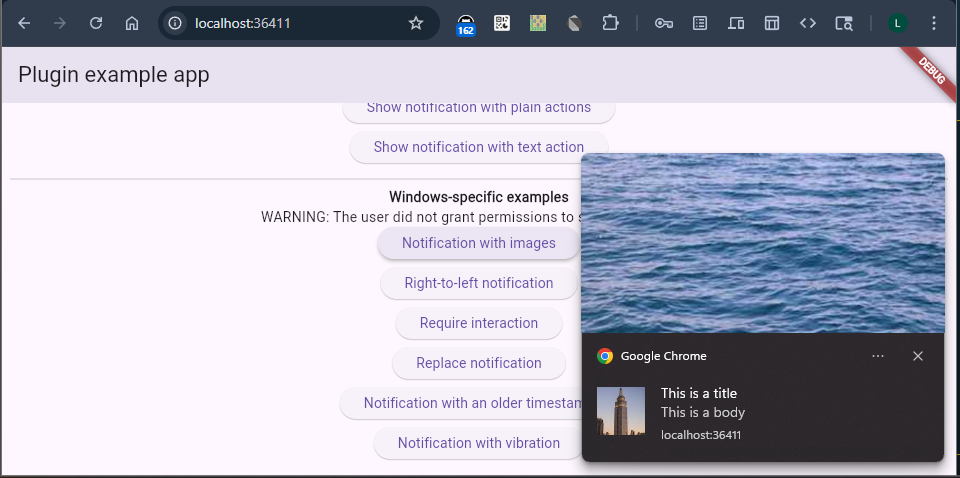 localhost:36411
162
L
Plugin example app
DEBUG
Show notification with plain actions
Show notification with text action
Windows-specific examples
WARNING: The user did not grant permissions to
Notification with images
Right-to-left notification
Require interaction
Replace notification
Notification with an older
Notification with vibration
Google Chrome
This is a title
This is a body
localhost:36411